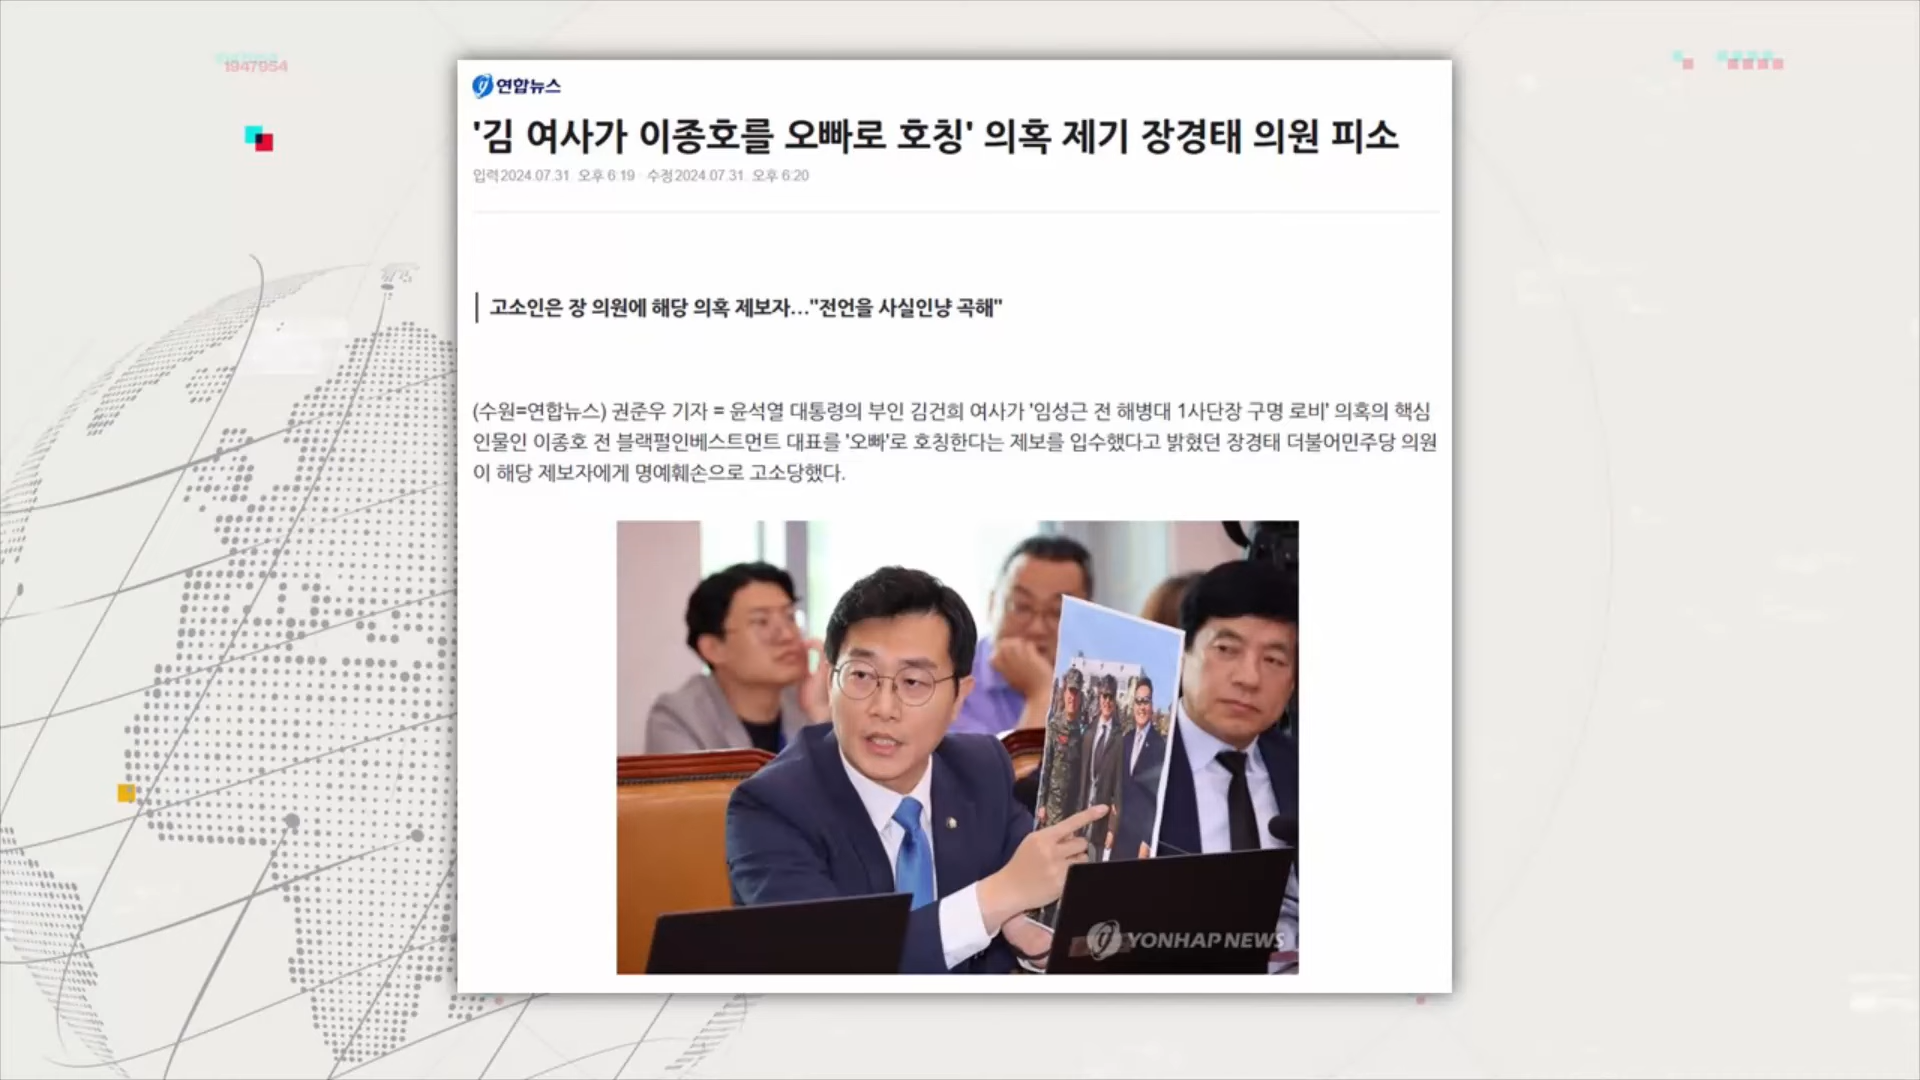 1947954
연합뉴스
'김 여사가 이종호를 오빠로 호칭' 의혹 제기 장경태 의원 피소
입력2024.07.31. 오후 6:19 · 수정2024.07.31. 오후 6:20
고소인은 장 의원에 해당 의혹 제보자…"전언을 사실인냥 곡해"
(수원=연합뉴스) 권준우 기자 = 윤석열 대통령의 부인 김건희 여사가 '임성근 전 해병대 1사단장 구명 로비' 의혹의 핵심
인물인 이종호 전 블랙펄인베스트먼트 대표를 '오빠'로 호칭한다는 제보를 입수했다고 밝혔던 장경태 더불어민주당 의원
이 해당 제보자에게 명예훼손으로 고소당했다.
YONHAP NEWS